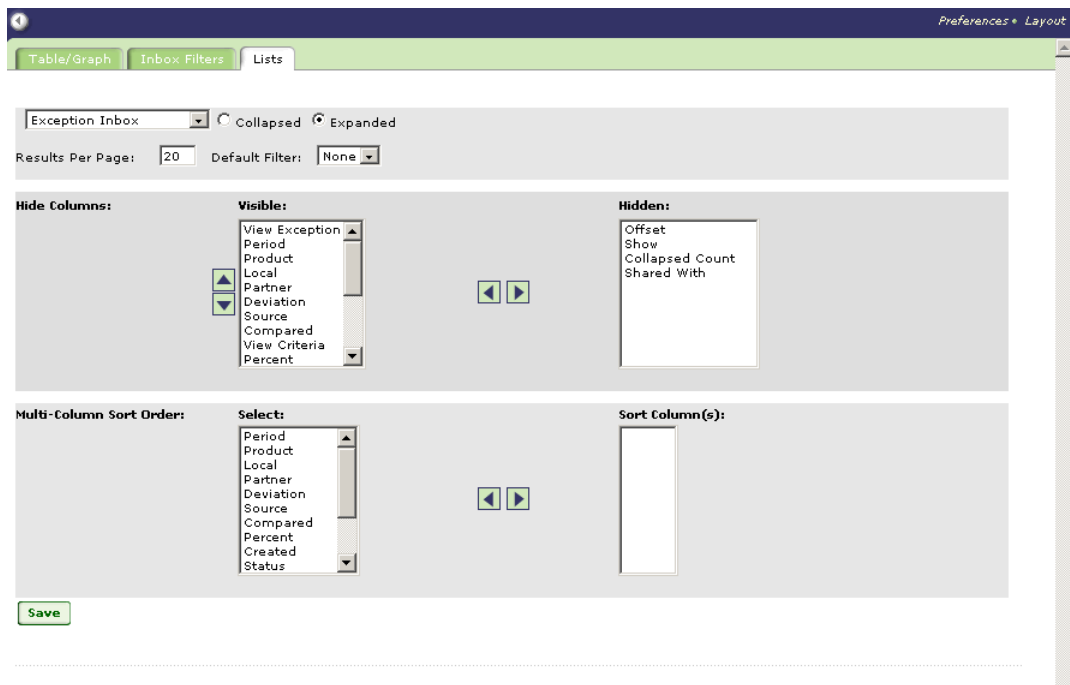 Preferences • Layout
Table/Graph Inbox Filters Lists
Exception Inbox Collapsed Expanded
Results Per Page: 20 Default Filter: None
Hide Columns: Visible: Hidden:
View Exception
Period
Product
Local
Partner
Deviation
Source
Compared
View Criteria
Percent
Offset
Show
Collapsed Count
Shared With
Multi-Column Sort Order: Select: Sort Column(s):
Period
Product
Local
Partner
Deviation
Source
Compared
Percent
Created
Status
Save